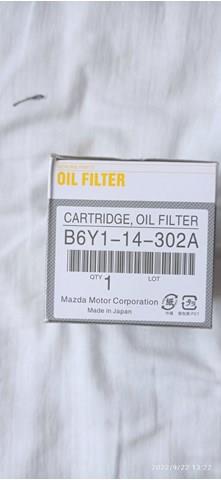 OIL FILTER
CARTRIDGE, OIL FILTER
B6Y1-14-302A
QTY 1 LOT
Mazda Motor Corporation
Made in Japan
2022/9/22 13:22